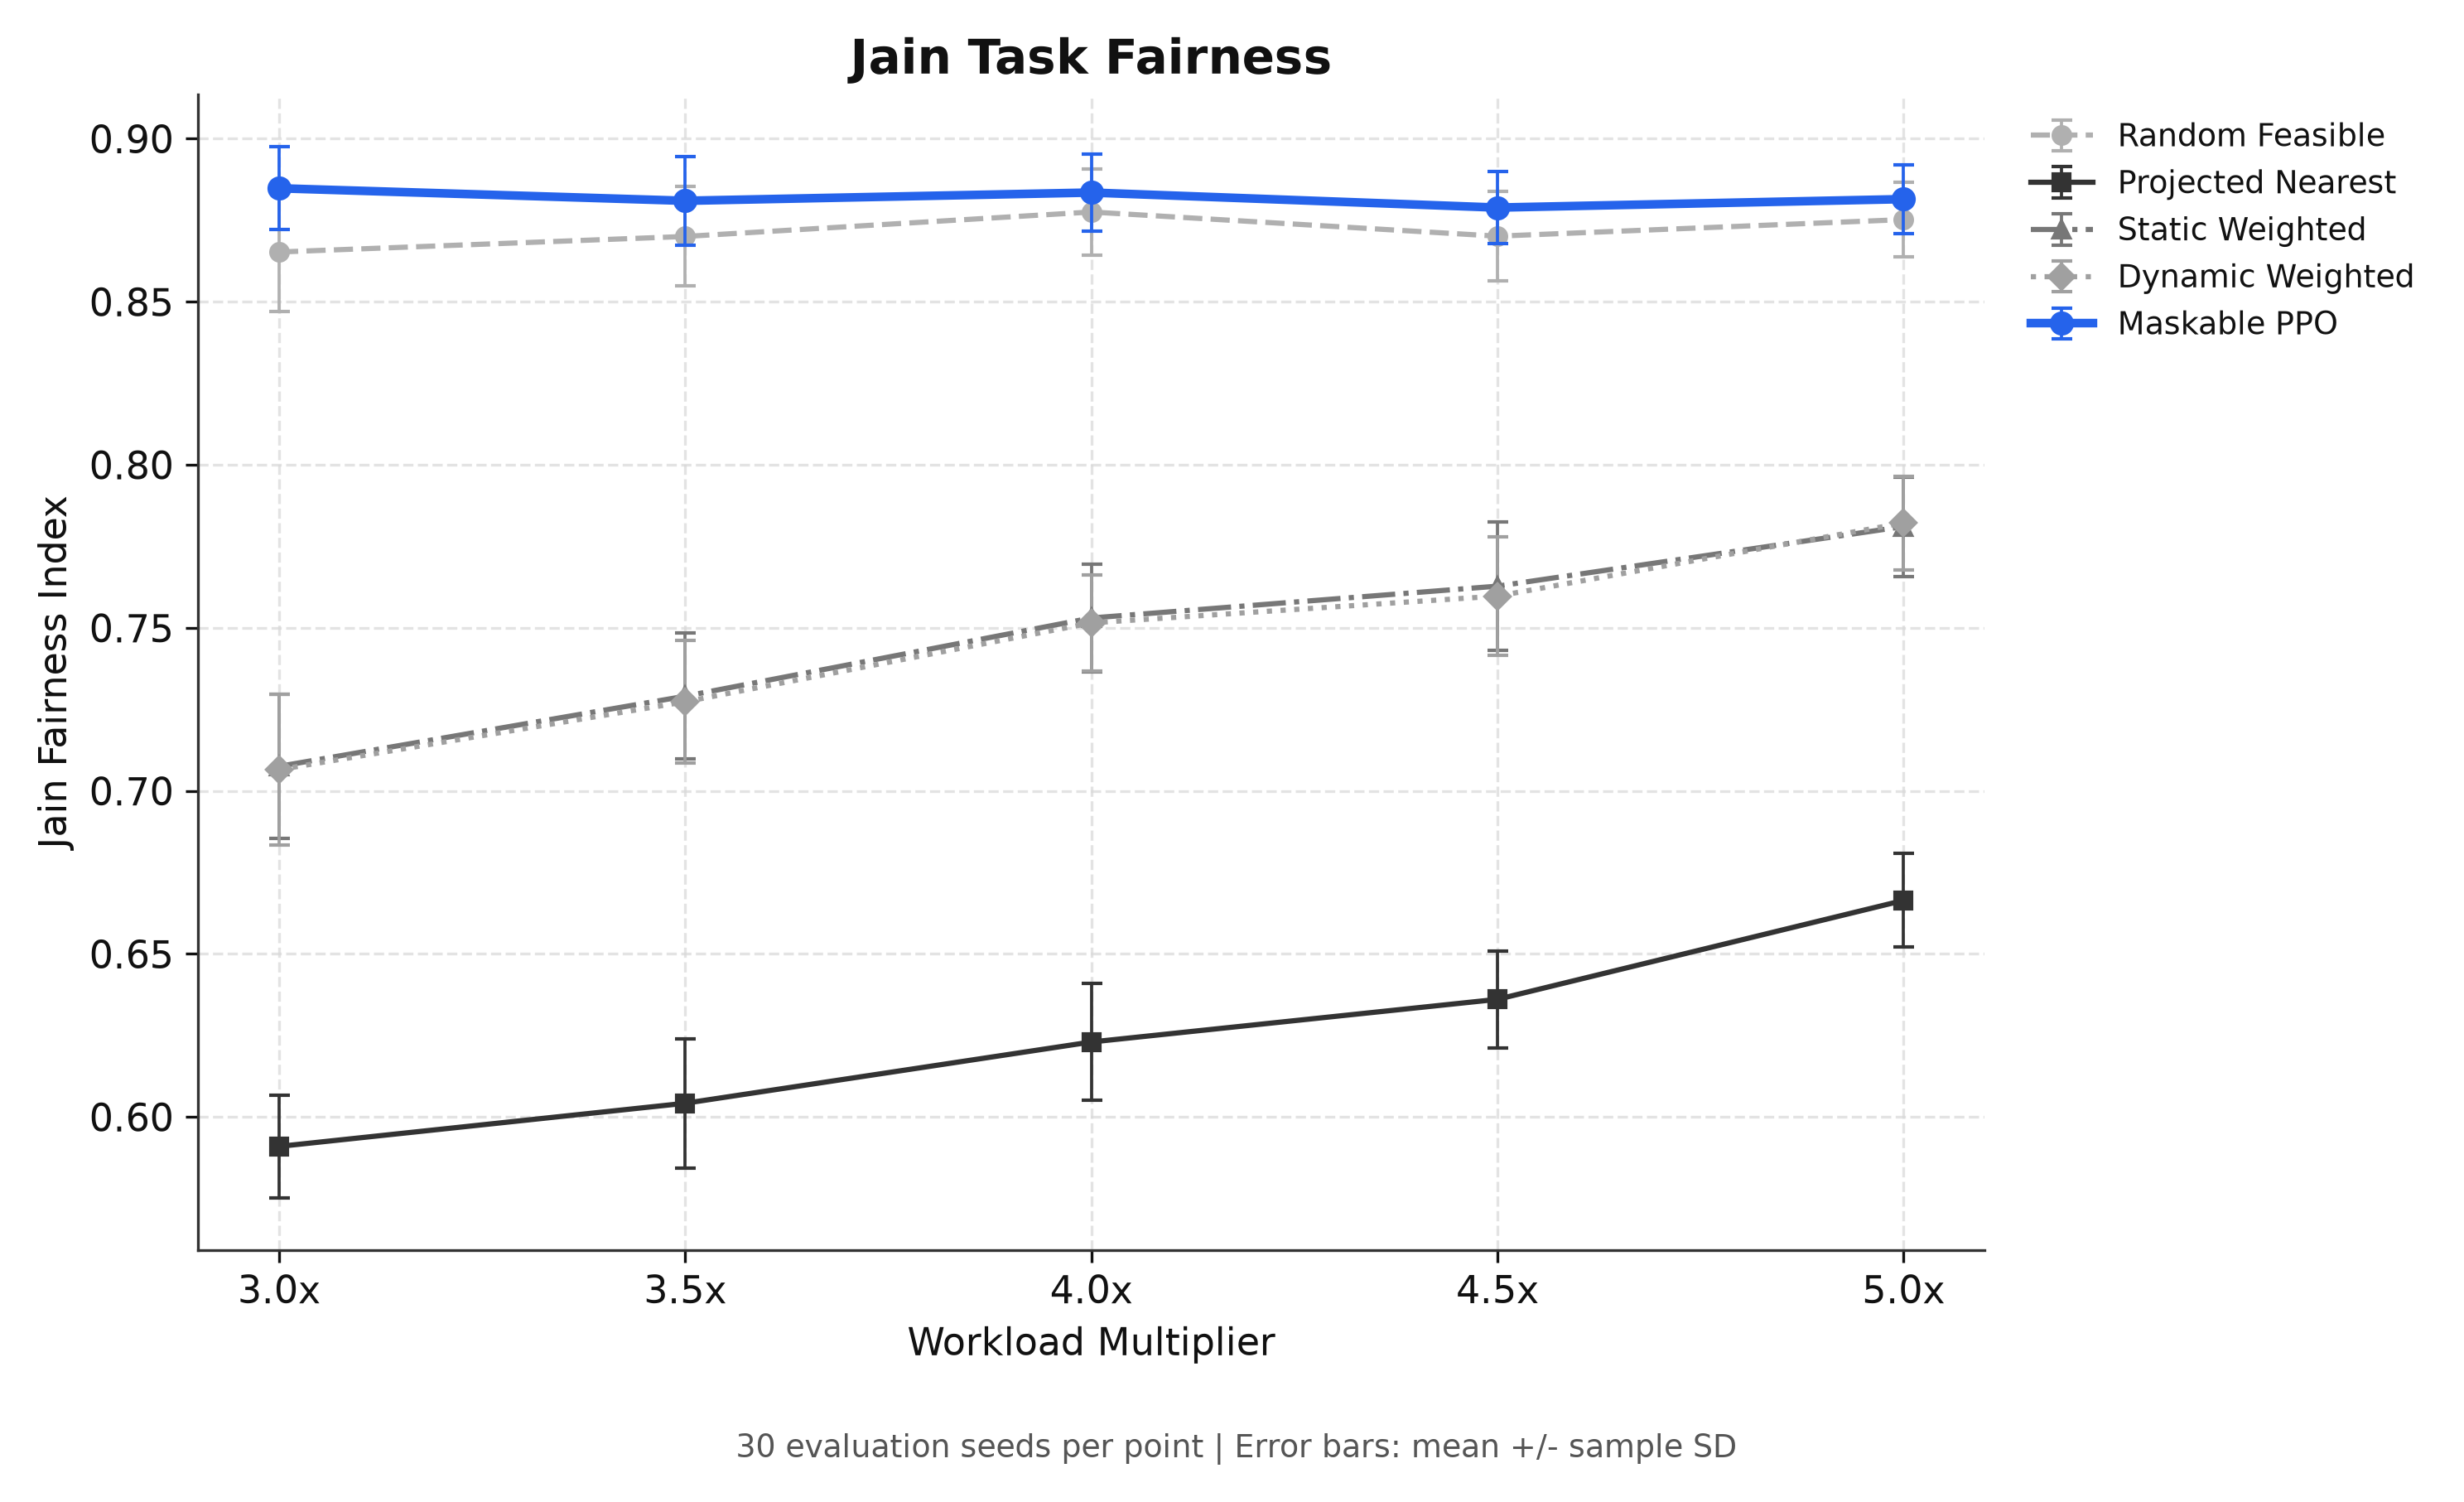 Jain Task Fairness
Jain Fairness Index
0.90
0.85
0.80
0.75
0.70
0.65
0.60
3.0x 3.5x 4.0x 4.5x 5.0x
Workload Multiplier
Random Feasible
Projected Nearest
Static Weighted
Dynamic Weighted
Maskable PPO
30 evaluation seeds per point | Error bars: mean +/- sample SD